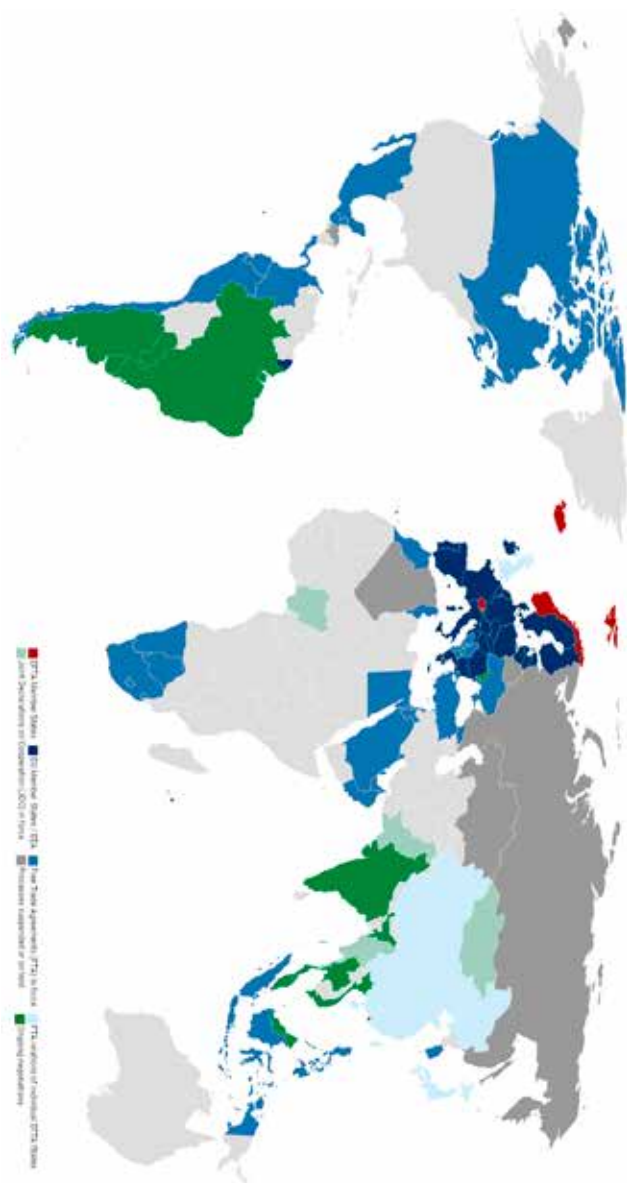 EFTA Member States
EU Member States / EEA
Free Trade Agreements (FTA) in force
FTA relations of individual EFTA States
Joint Declarations on Cooperation (JDC) in force
Processes suspended or on hold
Ongoing negotiations